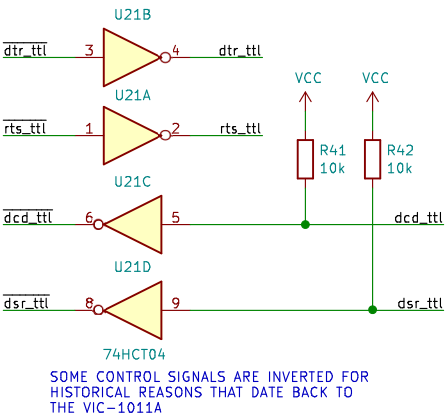 U21B
dtr_ttl 3 4 dtr_ttl
U21A
VCC VCC
rts_ttl 1 2 rts_ttl
R41 R42
10k 10k
U21C
dcd_ttl 6 5 dcd_ttl
U21D
dsr_ttl 8 9 dsr_ttl
74HCT04
SOME CONTROL SIGNALS ARE INVERTED FOR
HISTORICAL REASONS THAT DATE BACK TO
THE VIC-1011A